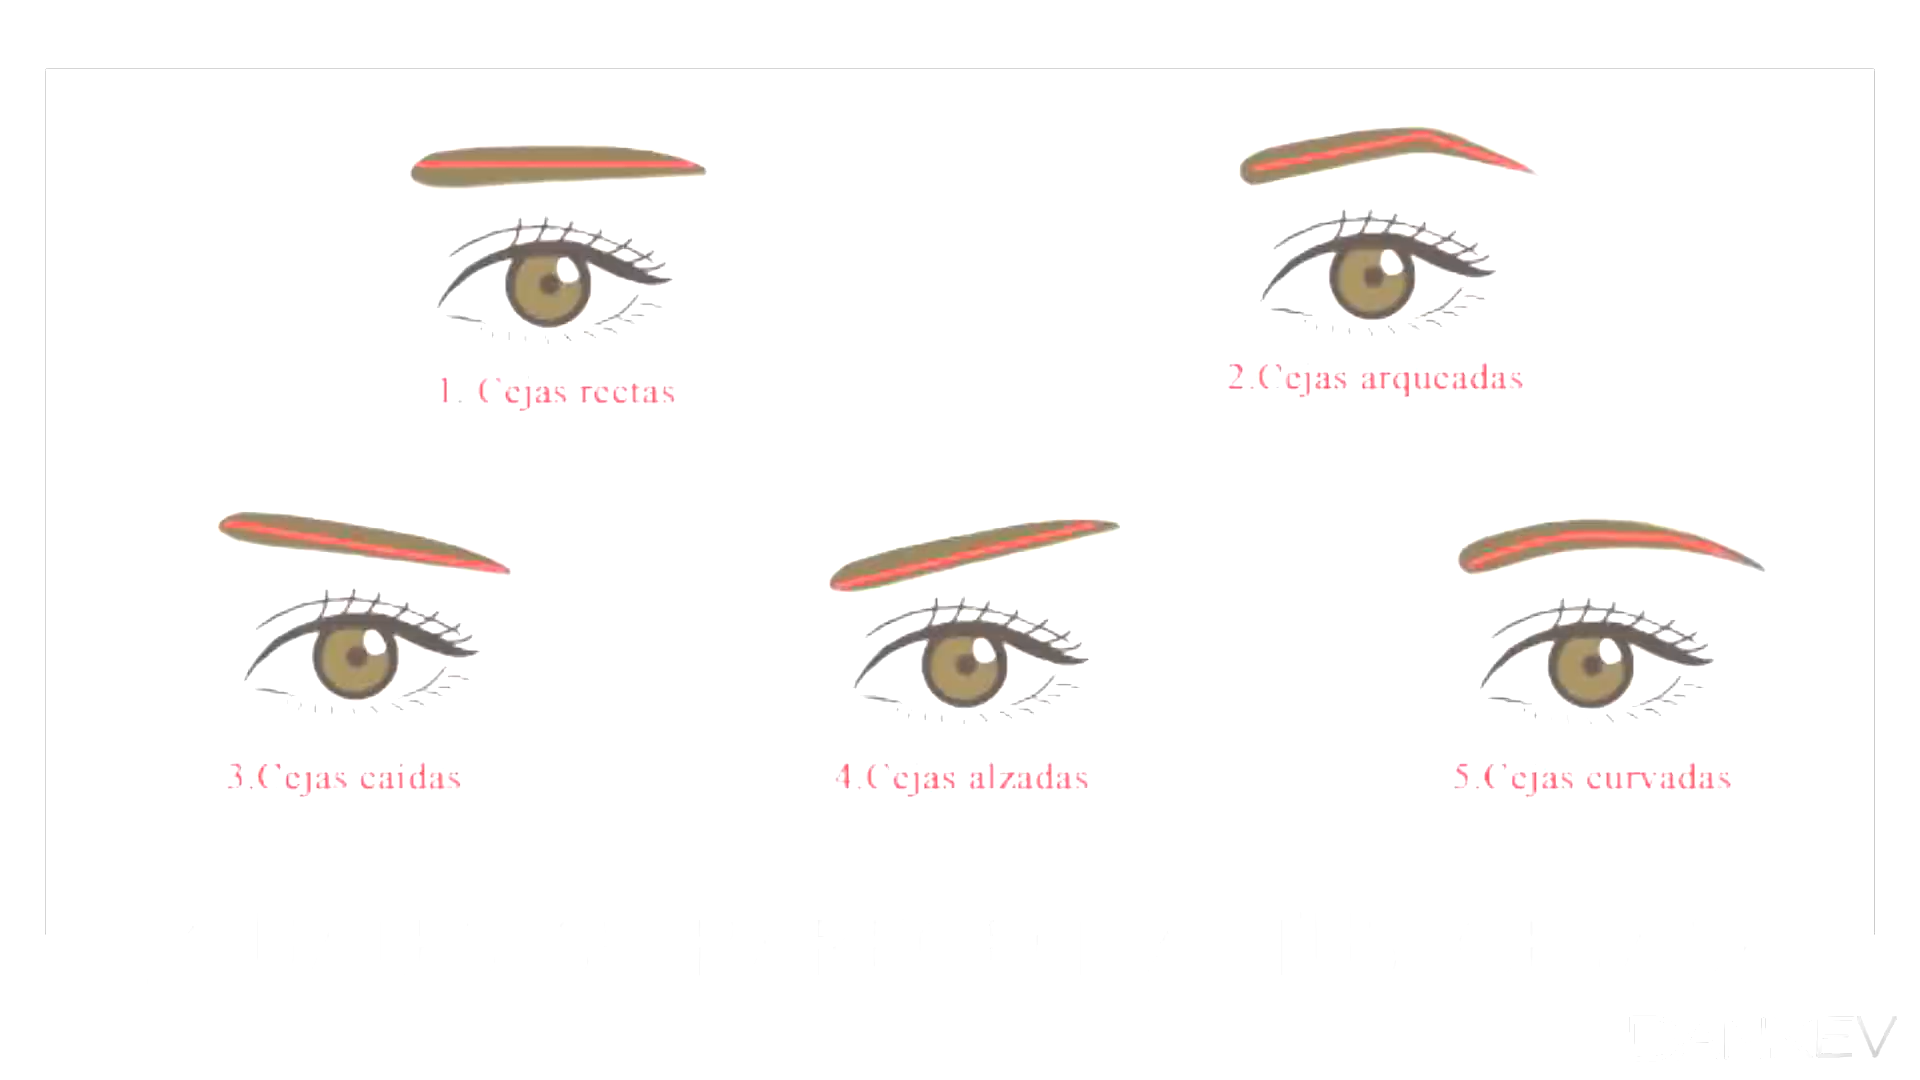 1. Cejas rectas
2.Cejas arqueadas
3.Cejas caidas
4.Cejas alzadas
5.Cejas curvadas